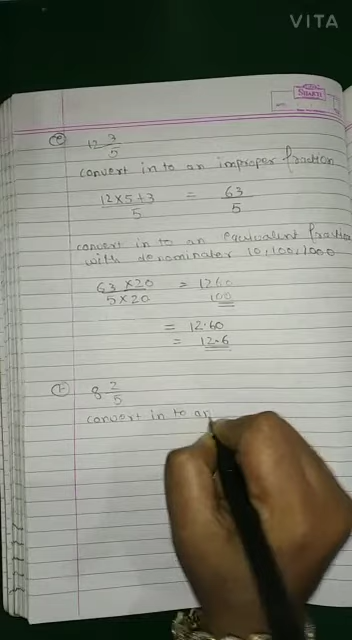 VITA
SHAKTI
(e) 12 3/5
convert in to an improper fraction
12×5+3/5 = 63/5
convert in to an equivalent fraction
with denominator 10,100,1000
63 ×20/5 ×20 = 1260/100
= 12.60
= 12.6
(f) 8 2/5
convert in to an